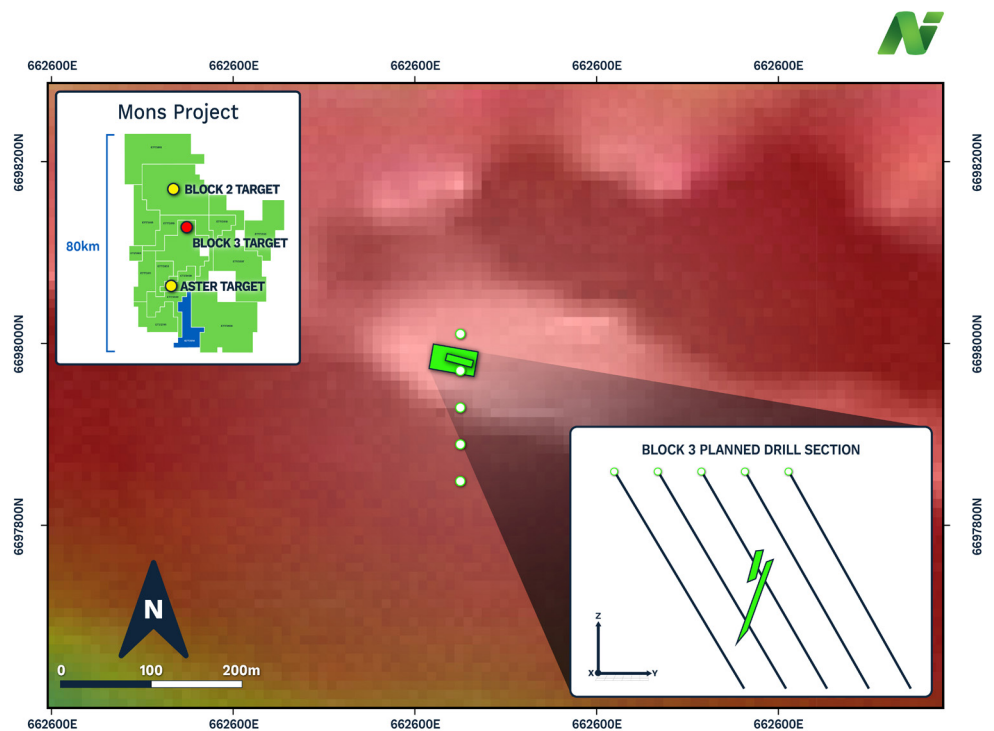 662600E 662600E 662600E 662600E 662600E
Mons Project
80km
BLOCK 2 TARGET
BLOCK 3 TARGET
ASTER TARGET
6698200N
6698000N
6697800N
6698200N
6698000N
6697800N
BLOCK 3 PLANNED DRILL SECTION
Z
X Y
N
0 100 200m
662600E 662600E 662600E 662600E 662600E